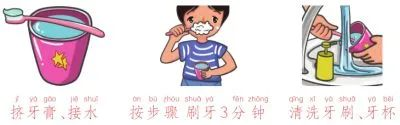 jǐ yá gāo jiē shuǐ
挤牙膏、接水
àn bù zhòu shuā yá fēn zhōng
按步骤刷牙3分钟
qīng xǐ yá shuā yá bēi
清洗牙刷、牙杯